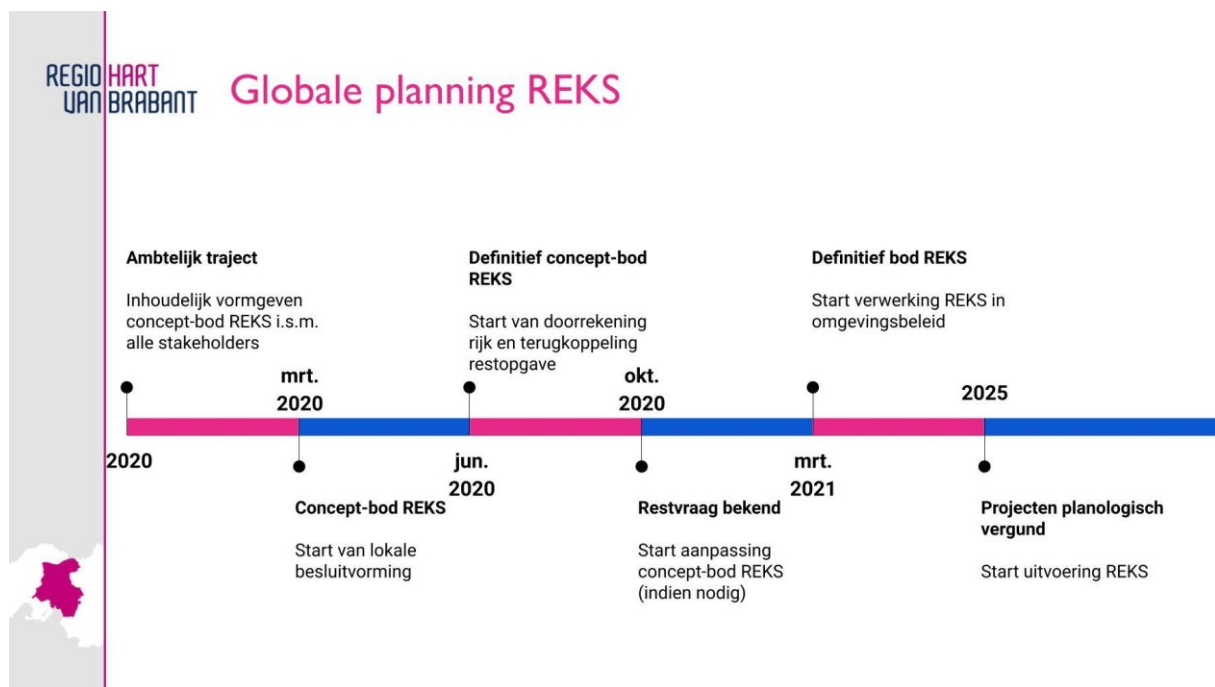 REGIO HART
VAN BRABANT
Globale planning REKS
Ambtelijk traject
Inhoudelijk vormgeven
concept-bod REKS i.s.m.
alle stakeholders
2020
mrt.
2020
Concept-bod REKS
Start van lokale
besluitvorming
Definitief concept-bod
REKS
Start van doorrekening
rijk en terugkoppeling
restopgave
jun.
2020
okt.
2020
Restvraag bekend
Start aanpassing
concept-bod REKS
(indien nodig)
Definitief bod REKS
Start verwerking REKS in
omgevingsbeleid
mrt.
2021
2025
Projecten planologisch
vergund
Start uitvoering REKS